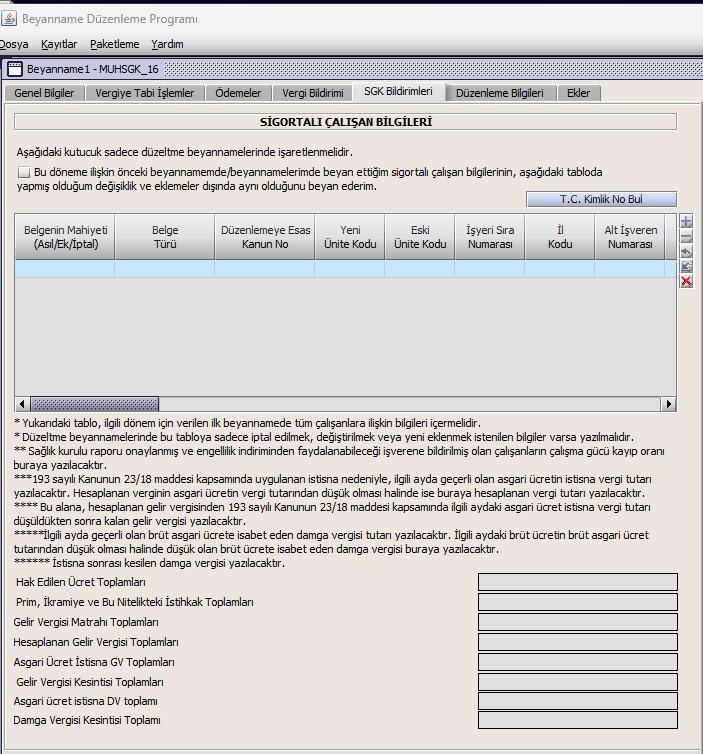 Beyanname Düzenleme Programı
Dosya Kayıtlar Paketleme Yardım
Beyanname1 - MUHSGK_16
Genel Bilgiler Vergiye Tabi İşlemler Ödemeler Vergi Bildirimi SGK Bildirimleri Düzenleme Bilgileri Ekler
SİGORTALI ÇALIŞAN BİLGİLERİ
Aşağıdaki kutucuk sadece düzeltme beyannamelerinde işaretlenmelidir.
Bu döneme ilişkin önceki beyannamemde/beyannamelerimde beyan ettiğim sigortalı çalışan bilgilerinin, aşağıdaki tabloda
yapmış olduğum değişiklik ve eklemeler dışında aynı olduğunu beyan ederim.
T.C. Kimlik No Bul
Belgenin Mahiyeti Belge Düzenlemeye Esas Yeni Eski İşyeri Sıra İl Alt İşveren
(Asıl/Ek/İptal) Türü Kanun No Ünite Kodu Ünite Kodu Numarası Kodu Numarası
* Yukarıdaki tablo, ilgili dönem için verilen ilk beyannamede tüm çalışanlara ilişkin bilgileri içermelidir.
* Düzeltme beyannamelerinde bu tabloya sadece iptal edilmek, değiştirilmek veya yeni eklenmek istenilen bilgiler varsa yazılmalıdır.
** Sağlık kurulu raporu onaylanmış ve engellilik indiriminden faydalanabileceği işverene bildirilmiş olan çalışanların çalışma gücü kayıp oranı
buraya yazılacaktır.
***193 sayılı Kanunun 23/18 maddesi kapsamında uygulanan istisna nedeniyle, ilgili ayda geçerli olan asgari ücretin istisna vergi tutarı
yazılacaktır. Hesaplanan verginin asgari ücretin vergi tutarından düşük olması halinde ise buraya hesaplanan vergi tutarı yazılacaktır.
**** Bu alana, hesaplanan gelir vergisinden 193 sayılı Kanunun 23/18 maddesi kapsamında ilgili aydaki asgari ücret istisna vergi tutarı
düşüldükten sonra kalan gelir vergisi yazılacaktır.
*****İlgili ayda geçerli olan brüt asgari ücrete isabet eden damga vergisi tutarı yazılacaktır. İlgili aydaki brüt ücretin brüt asgari ücret
tutarından düşük olması halinde düşük olan brüt ücrete isabet eden damga vergisi buraya yazılacaktır.
****** İstisna sonrası kesilen damga vergisi yazılacaktır.
Hak Edilen Ücret Toplamları
Prim, İkramiye ve Bu Nitelikteki İstihkak Toplamları
Gelir Vergisi Matrahı Toplamları
Hesaplanan Gelir Vergisi Toplamları
Asgari Ücret İstisna GV Toplamları
Gelir Vergisi Kesintisi Toplamları
Asgari ücret istisna DV toplamı
Damga Vergisi Kesintisi Toplamı